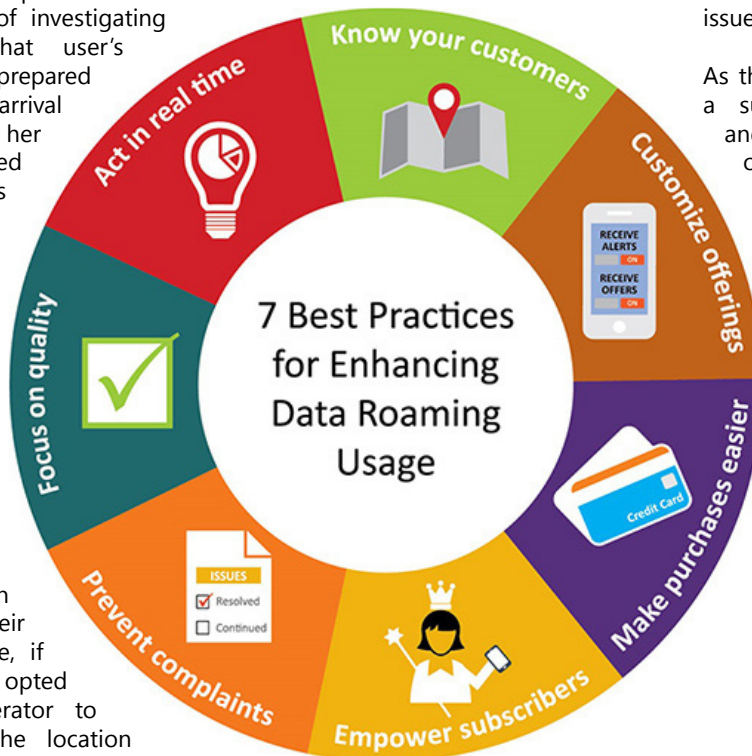 of investigating
hat user's
prepared
arrival
her
ed
s
issue
As th
a su
and
c
7 Best Practices
for Enhancing
Data Roaming
Usage
Know your customers
Customize offerings
RECEIVE
ALERTS
ON
RECEIVE
OFFERS
ON
Make purchases easier
Credit Card
Empower subscribers
Prevent complaints
ISSUES
Resolved
Continued
Focus on quality
Act in real time
n
eir
e, if
opted
erator to
he location